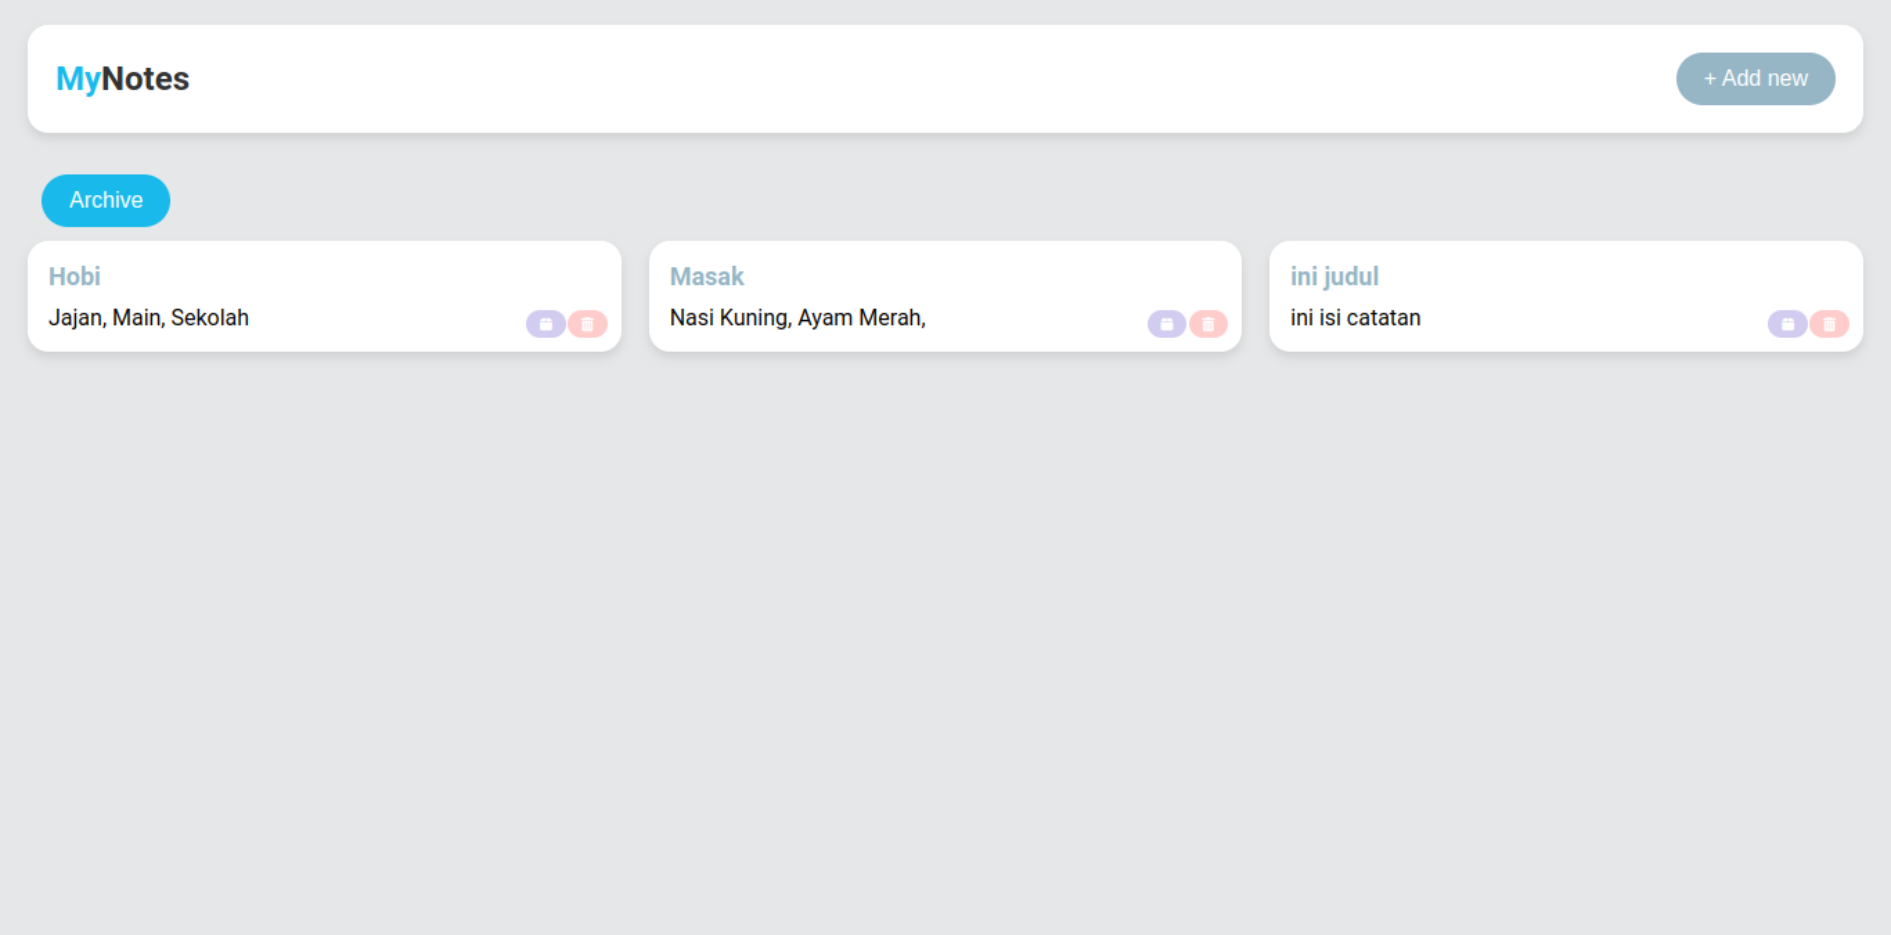 MyNotes
+ Add new
Archive
Hobi
Jajan, Main, Sekolah
Masak
Nasi Kuning, Ayam Merah,
ini judul
ini isi catatan